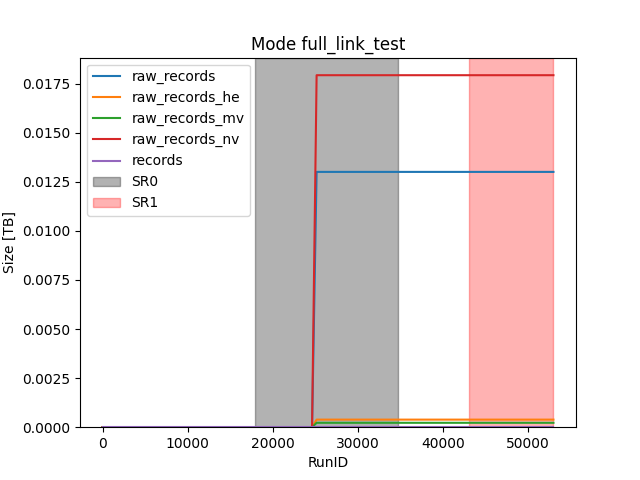 Mode full_link_test
raw_records
raw_records_he
raw_records_mv
raw_records_nv
records
SR0
SR1
Size [TB]
0.0175
0.0150
0.0125
0.0100
0.0075
0.0050
0.0025
0.0000
0 10000 20000 30000 40000 50000
RunID